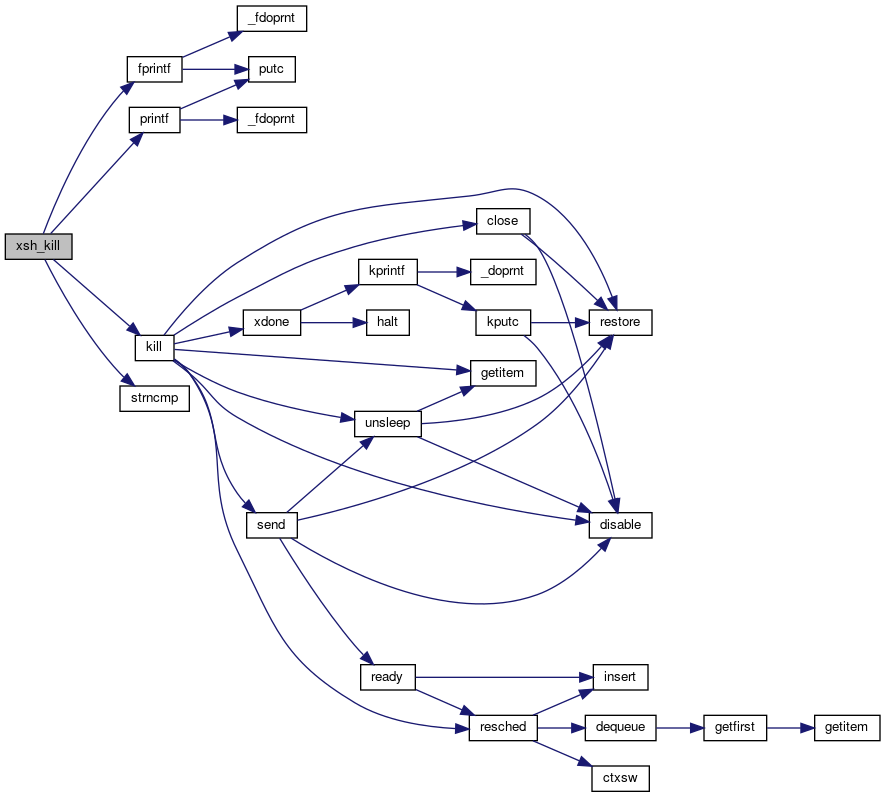 _fdoprnt
fprintf
putc
printf
_fdoprnt
close
xsh_kill
kprintf
_doprnt
xdone
halt
kputc
restore
kill
getitem
strncmp
unsleep
send
disable
ready
insert
resched
dequeue
getfirst
getitem
ctxsw